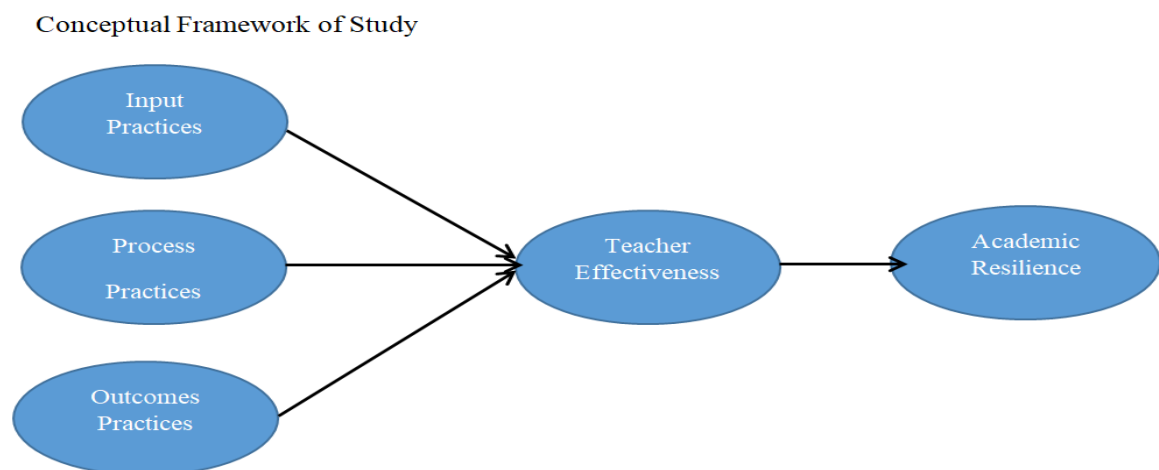 Conceptual Framework of Study
Input
Practices
Process
Practices
Outcomes
Practices
Teacher
Effectiveness
Academic
Resilience